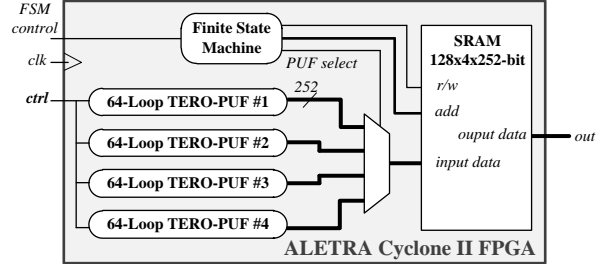 FSM
control
clk
ctrl
Finite State
Machine
PUF select
252
64-Loop TERO-PUF #1
64-Loop TERO-PUF #2
64-Loop TERO-PUF #3
64-Loop TERO-PUF #4
SRAM
128x4x252-bit
r/w
add
ouput data
input data
out
ALETRA Cyclone II FPGA